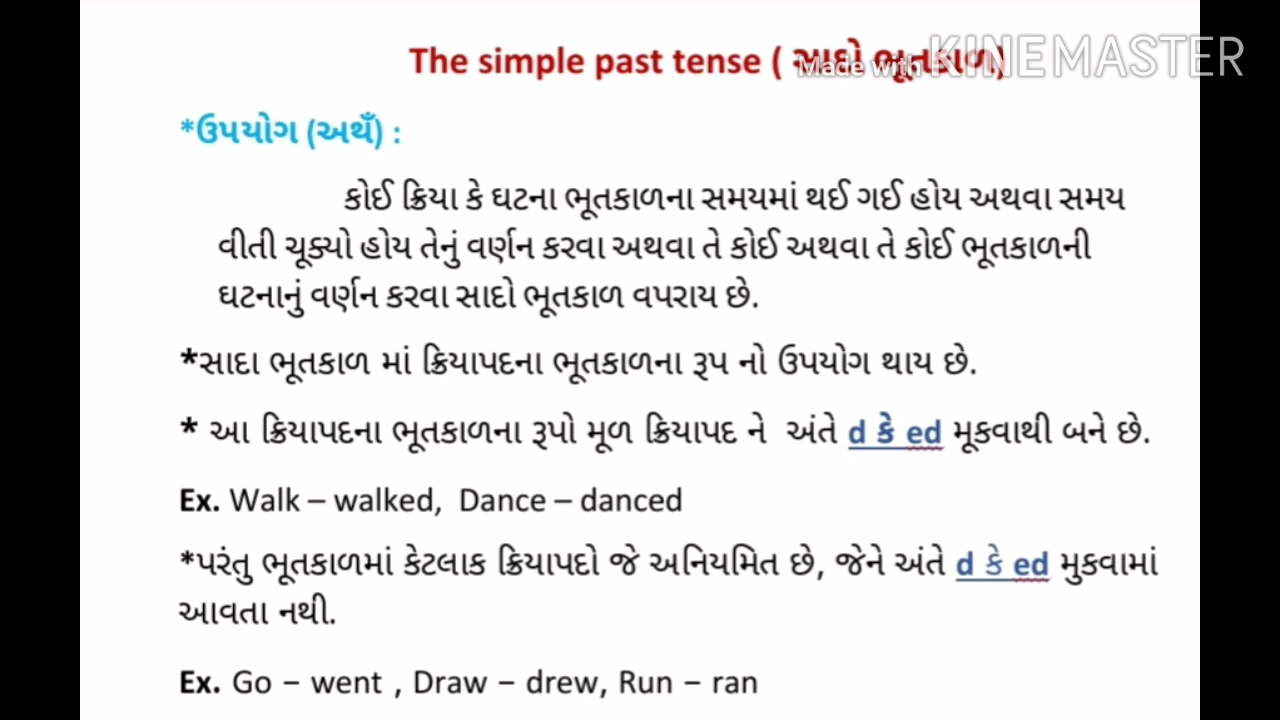 The simple past tense ( સાદો ભૂતકાળ)
Made with KINEMASTER
*ઉપયોગ (અર્થૅ) :
કોઈ ક્રિયા કે ઘટના ભૂતકાળના સમયમાં થઈ ગઈ હોય અથવા સમય
વીતી ચૂક્યો હોય તેનું વર્ણન કરવા અથવા તે કોઈ અથવા તે કોઈ ભૂતકાળની
ઘટનાનું વર્ણન કરવા સાદો ભૂતકાળ વપરાય છે.
*સાદા ભૂતકાળ માં ક્રિયાપદના ભૂતકાળના રૂપ નો ઉપયોગ થાય છે.
* આ ક્રિયાપદના ભૂતકાળના રૂપો મૂળ ક્રિયાપદ ને અંતે d કે ed મૂકવાથી બને છે.
Ex. Walk – walked, Dance – danced
*પરંતુ ભૂતકાળમાં કેટલાક ક્રિયાપદો જે અનિયમિત છે, જેને અંતે d કે ed મુકવામાં
આવતા નથી.
Ex. Go – went , Draw – drew, Run – ran